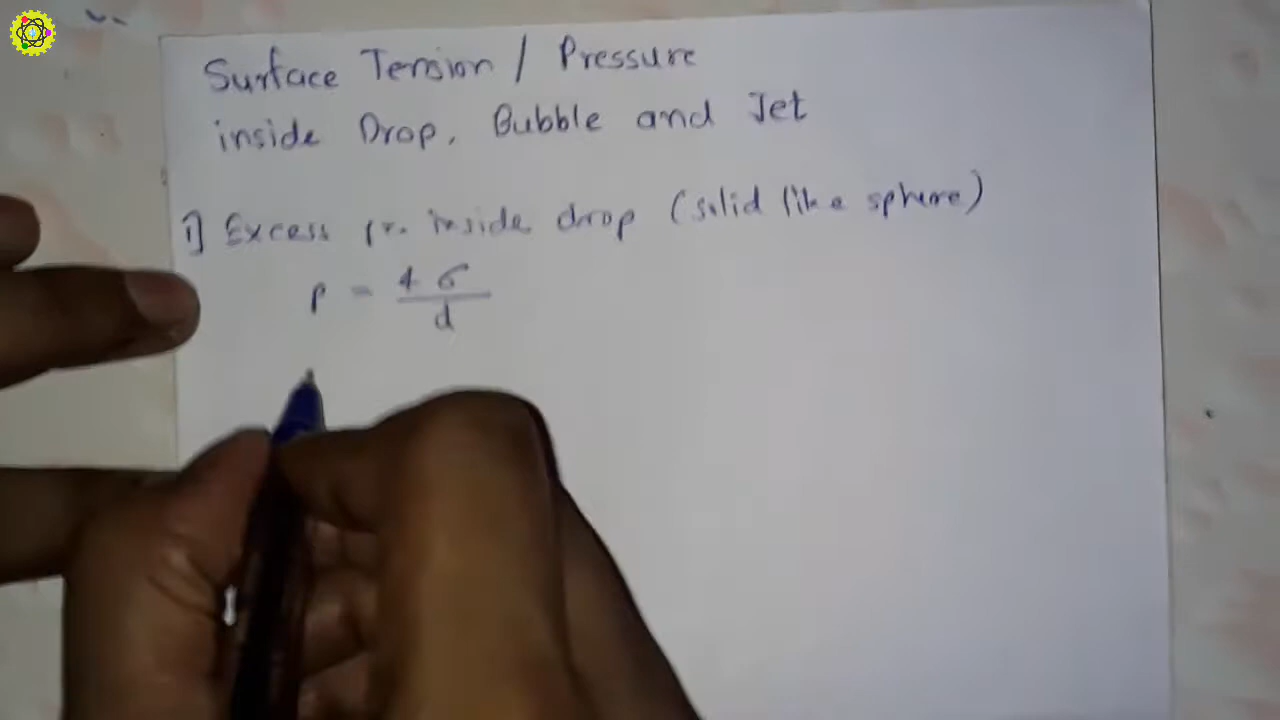 Surface Tension / Pressure
inside Drop, Bubble and Jet
1] Excess pr. inside drop (solid like sphere)
P = 4σ
d